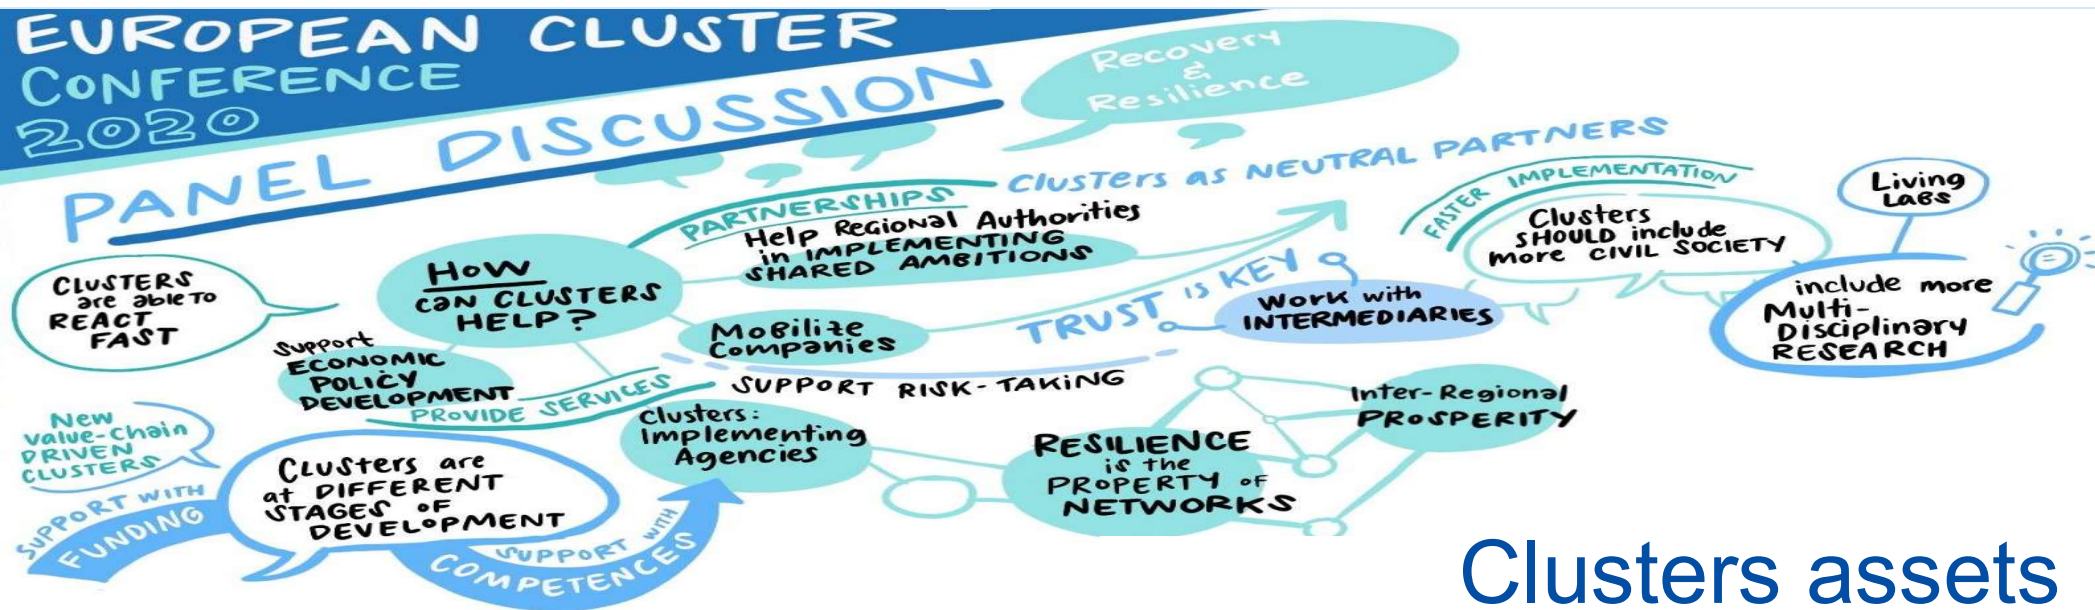 EUROPEAN CLUSTER
CONFERENCE
2020
PANEL DISCUSSION
Recovery
&
Resilience
CLUSTERS
are able TO
REACT
FAST
HOW
can CLUSTERS
HELP?
PARTNERSHIPS
Help Regional Authorities
in IMPLEMENTING
SHARED AMBITIONS
Clusters as NEUTRAL PARTNERS
Mobilize
Companies
TRUST is KEY
Work with
INTERMEDIARIES
FASTER IMPLEMENTATION
Clusters
SHOULD include
more CIVIL SOCIETY
Living
LABS
include more
Multi-
Disciplinary
RESEARCH
Support
ECONOMIC
POLICY
DEVELOPMENT
PROVIDE SERVICES
SUPPORT RISK-TAKING
New
value-chain
DRIVEN
CLUSTERS
SUPPORT WITH
FUNDING
Clusters are
at DIFFERENT
STAGES OF
DEVELOPMENT
SUPPORT WITH
COMPETENCES
Clusters:
Implementing
Agencies
RESILIENCE
is the
PROPERTY OF
NETWORKS
Inter-Regional
PROSPERITY
Clusters assets